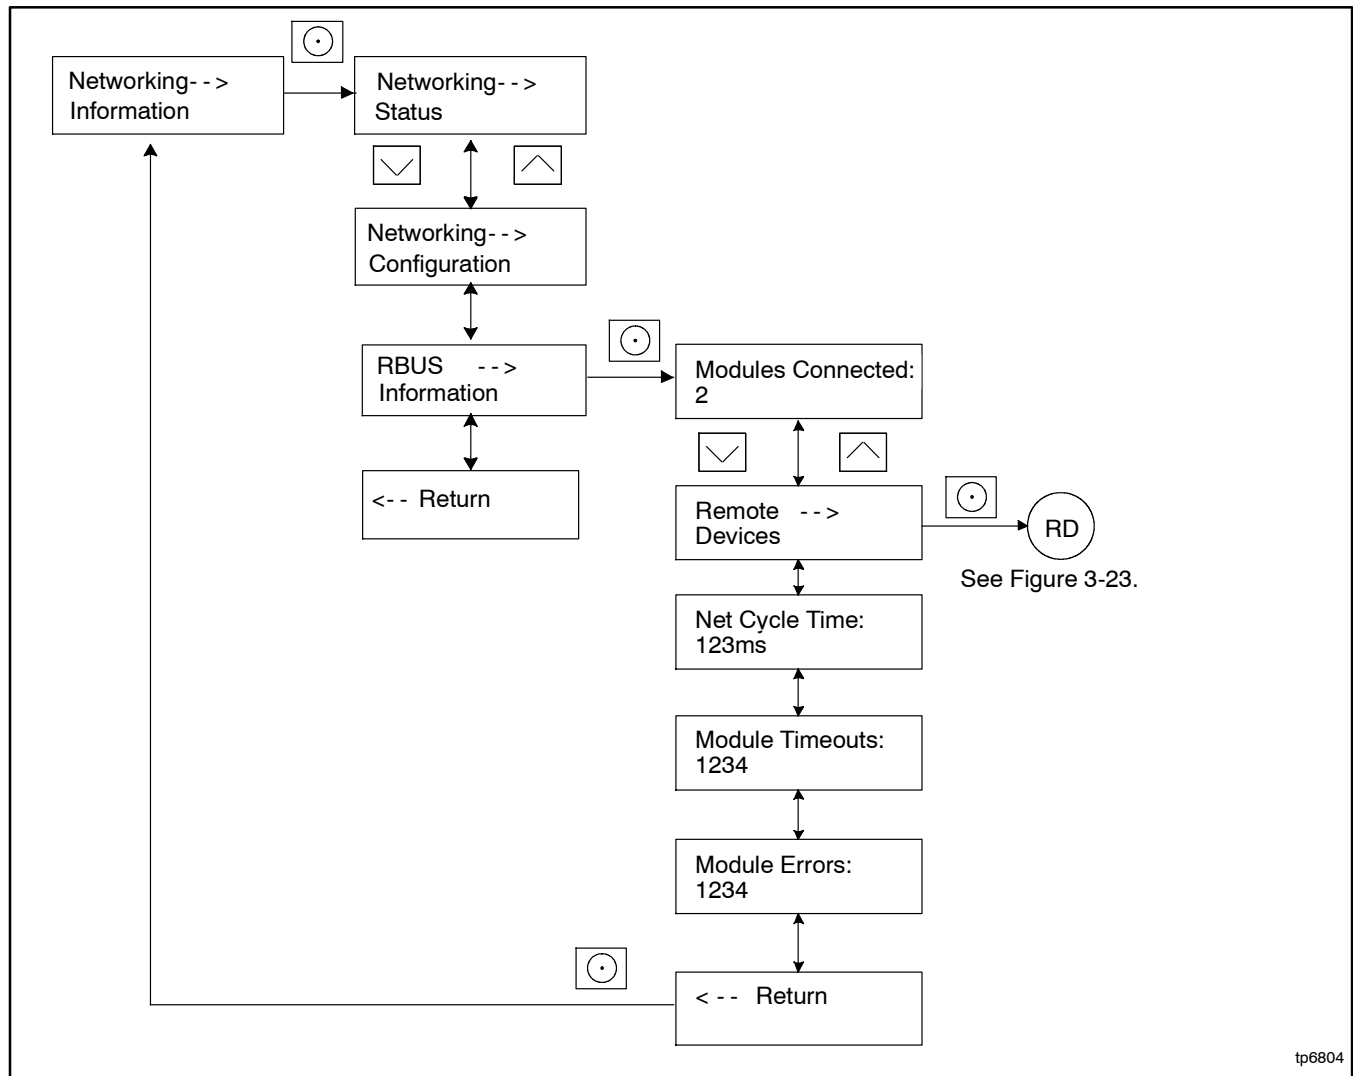 Networking-->
Information
Networking-->
Status
Networking-->
Configuration
RBUS -->
Information
<-- Return
Modules Connected:
2
Remote -->
Devices
RD
See Figure 3-23.
Net Cycle Time:
123ms
Module Timeouts:
1234
Module Errors:
1234
<-- Return
tp6804